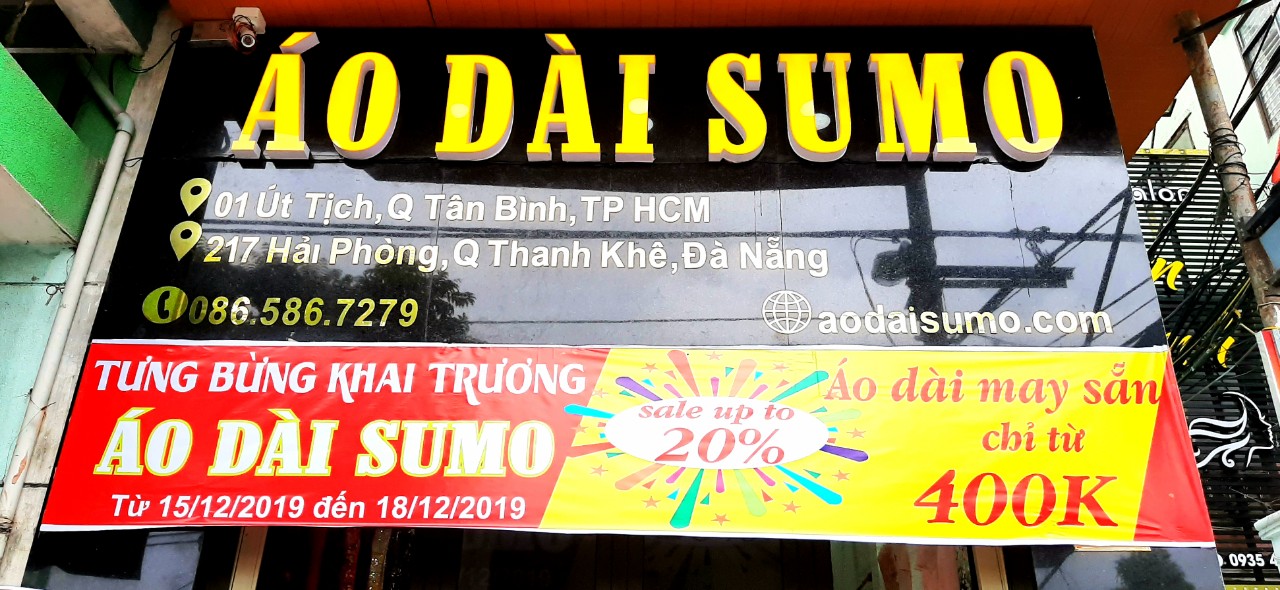 ÁO DÀI SUMO
01 Út Tịch, Q Tân Bình, TP HCM
217 Hải Phòng, Q Thanh Khê, Đà Nẵng
086.586.7279
aodaisumo.com
TƯNG BỪNG KHAI TRƯƠNG
ÁO DÀI SUMO
Từ 15/12/2019 đến 18/12/2019
sale up to
20%
Áo dài may sẵn
chỉ từ
400K
0935 4